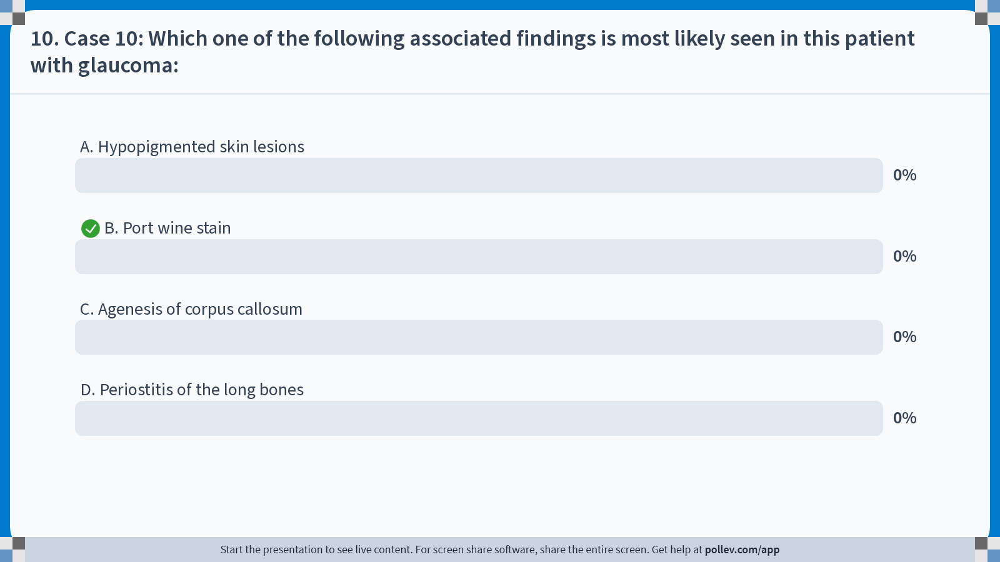 10. Case 10: Which one of the following associated findings is most likely seen in this patient
with glaucoma:
A. Hypopigmented skin lesions
0%
B. Port wine stain
0%
C. Agenesis of corpus callosum
0%
D. Periostitis of the long bones
0%
Start the presentation to see live content. For screen share software, share the entire screen. Get help at pollev.com/app